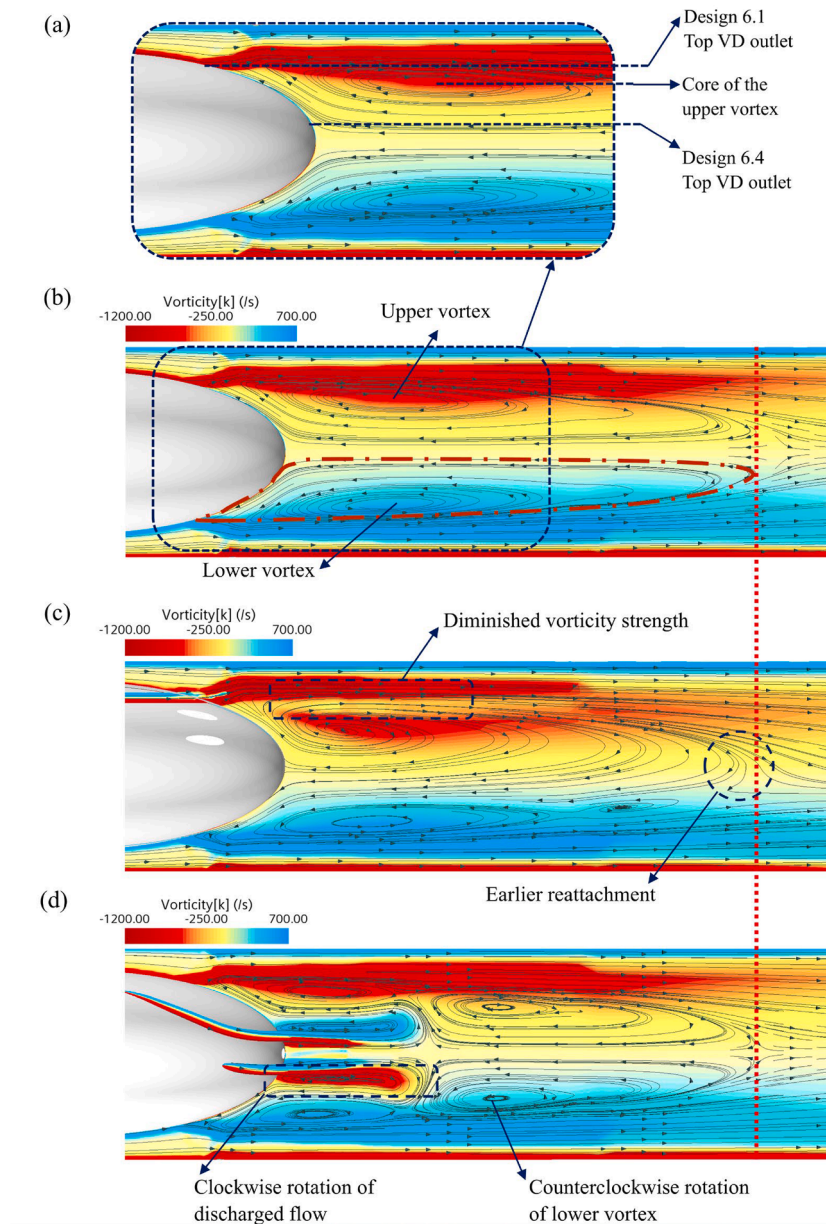 (a)
Design 6.1
Top VD outlet
Core of the
upper vortex
Design 6.4
Top VD outlet
(b)
Vorticity[k] (/s)
-1200.00 -250.00 700.00
Upper vortex
Lower vortex
(c)
Vorticity[k] (/s)
-1200.00 -250.00 700.00
Diminished vorticity strength
Earlier reattachment
(d)
Vorticity[k] (/s)
-1200.00 -250.00 700.00
Clockwise rotation of
discharged flow
Counterclockwise rotation
of lower vortex